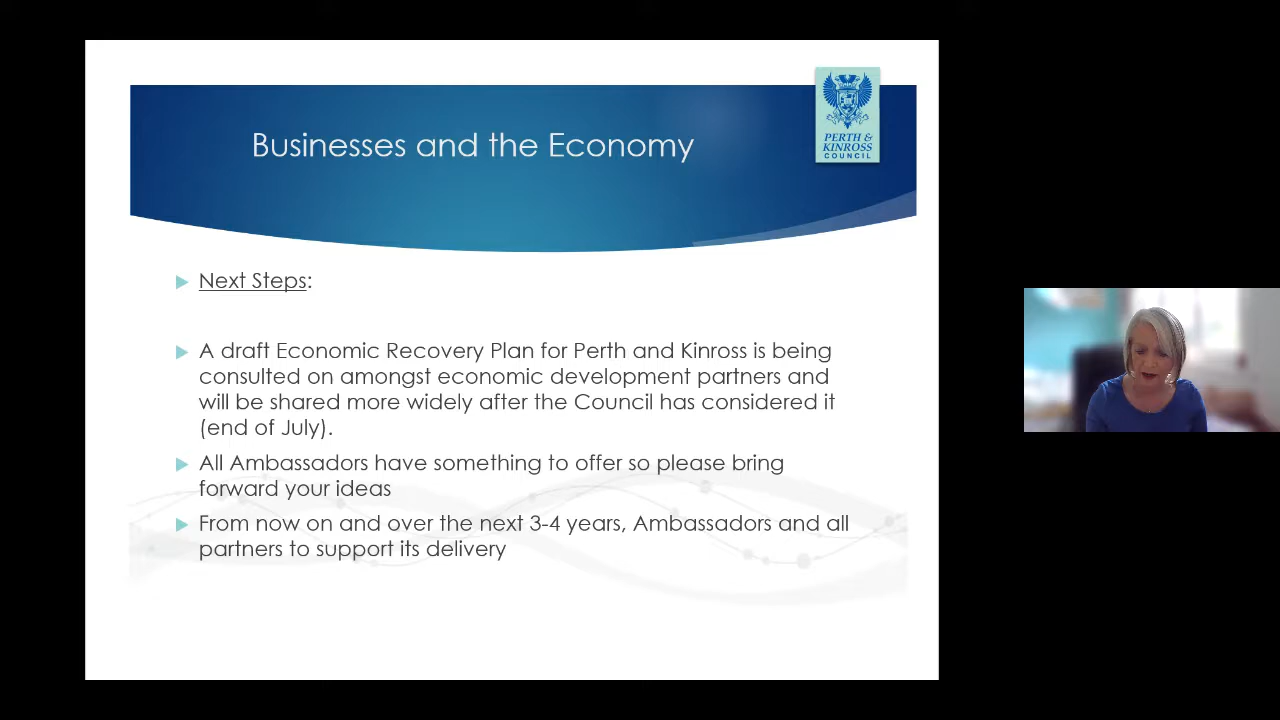 Businesses and the Economy
PERTH &
KINROSS
COUNCIL
Next Steps:
A draft Economic Recovery Plan for Perth and Kinross is being
consulted on amongst economic development partners and
will be shared more widely after the Council has considered it
(end of July).
All Ambassadors have something to offer so please bring
forward your ideas
From now on and over the next 3-4 years, Ambassadors and all
partners to support its delivery